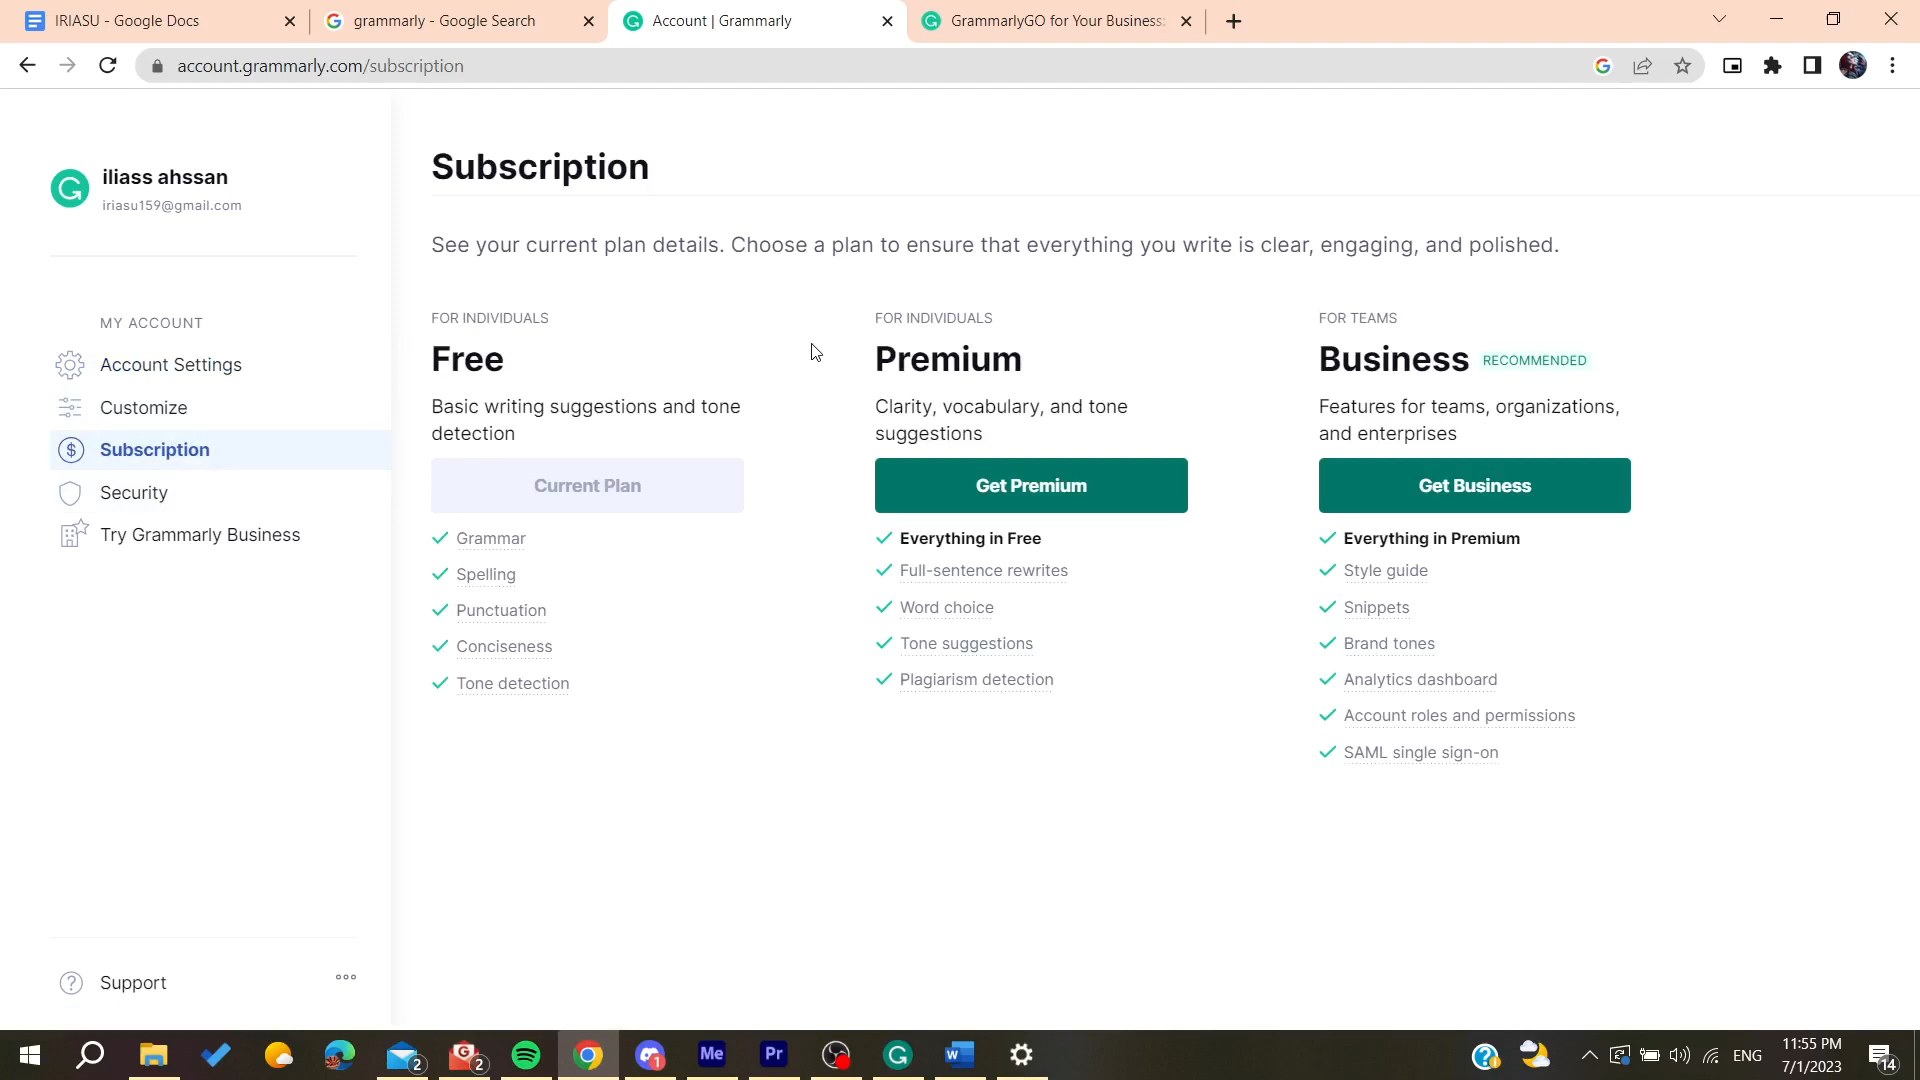 IRIASU - Google Docs
grammarly - Google Search
Account | Grammarly
GrammarlyGO for Your Business:
account.grammarly.com/subscription
iliass ahssan
iriasu159@gmail.com
MY ACCOUNT
Account Settings
Customize
Subscription
Security
Try Grammarly Business
Support
Subscription
See your current plan details. Choose a plan to ensure that everything you write is clear, engaging, and polished.
FOR INDIVIDUALS
Free
Basic writing suggestions and tone
detection
Current Plan
Grammar
Spelling
Punctuation
Conciseness
Tone detection
FOR INDIVIDUALS
Premium
Clarity, vocabulary, and tone
suggestions
Get Premium
Everything in Free
Full-sentence rewrites
Word choice
Tone suggestions
Plagiarism detection
FOR TEAMS
Business RECOMMENDED
Features for teams, organizations,
and enterprises
Get Business
Everything in Premium
Style guide
Snippets
Brand tones
Analytics dashboard
Account roles and permissions
SAML single sign-on
2
2
1
Me
Pr
W
ENG
11:55 PM
7/1/2023
14